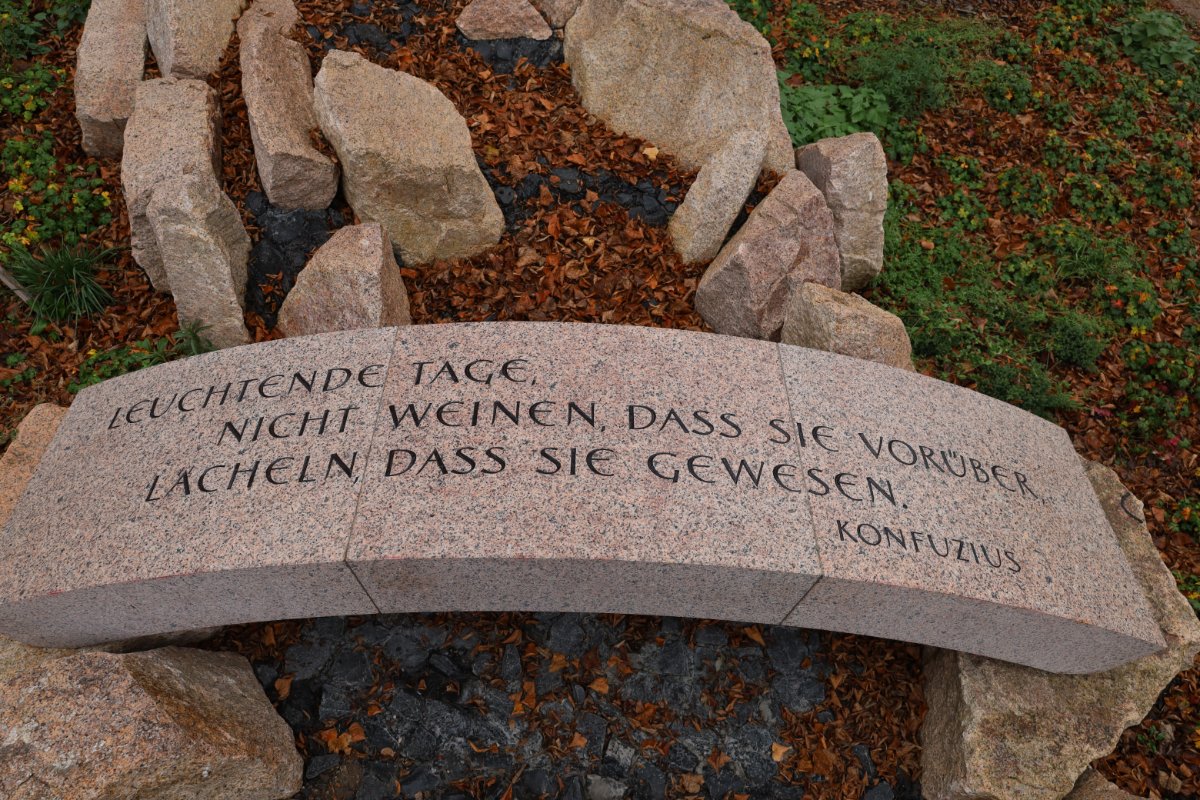 LEUCHTENDE TAGE,
NICHT WEINEN, DASS SIE VORÜBER,
LÄCHELN, DASS SIE GEWESEN.
KONFUZIUS